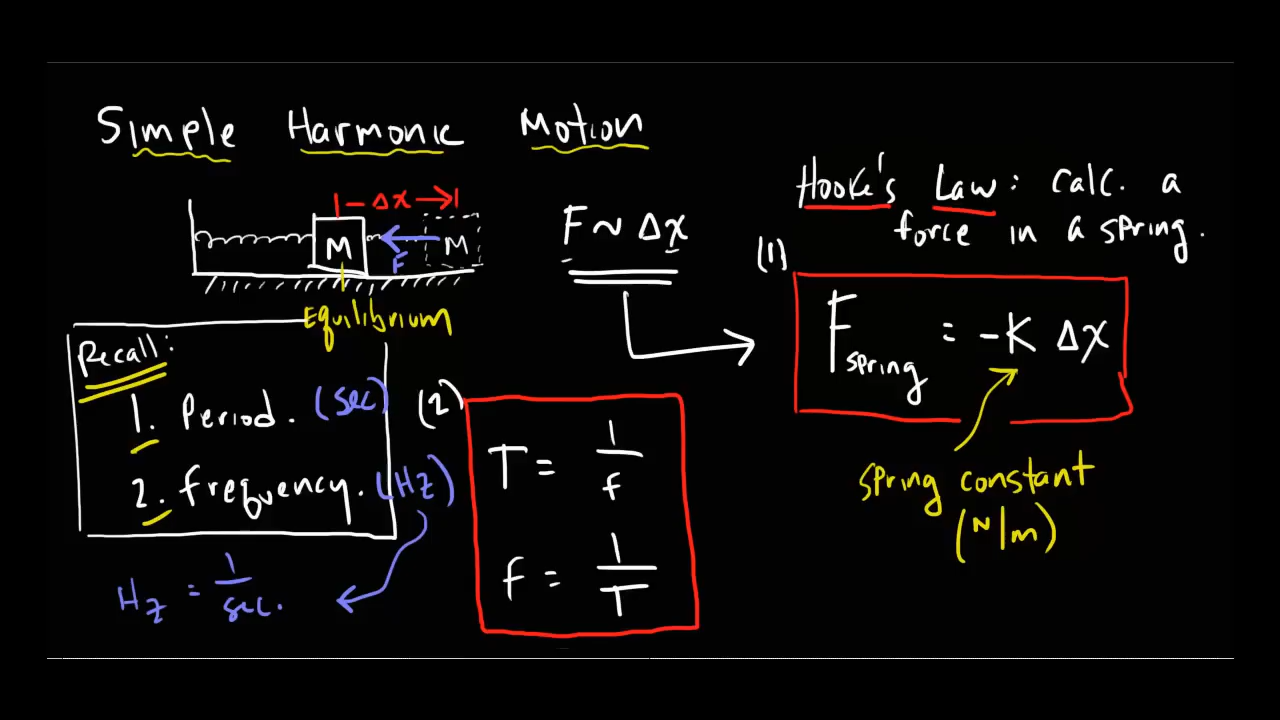 Simple Harmonic Motion
Δx
M
M
F
Equilibrium
F ~ Δx
Hooke's Law: Calc. a
force in a spring.
(1)
F spring = -K Δx
spring constant
(N/m)
Recall:
1. Period. (sec)
2. frequency. (Hz)
Hz = 1/sec.
(2)
T = 1/f
f = 1/T